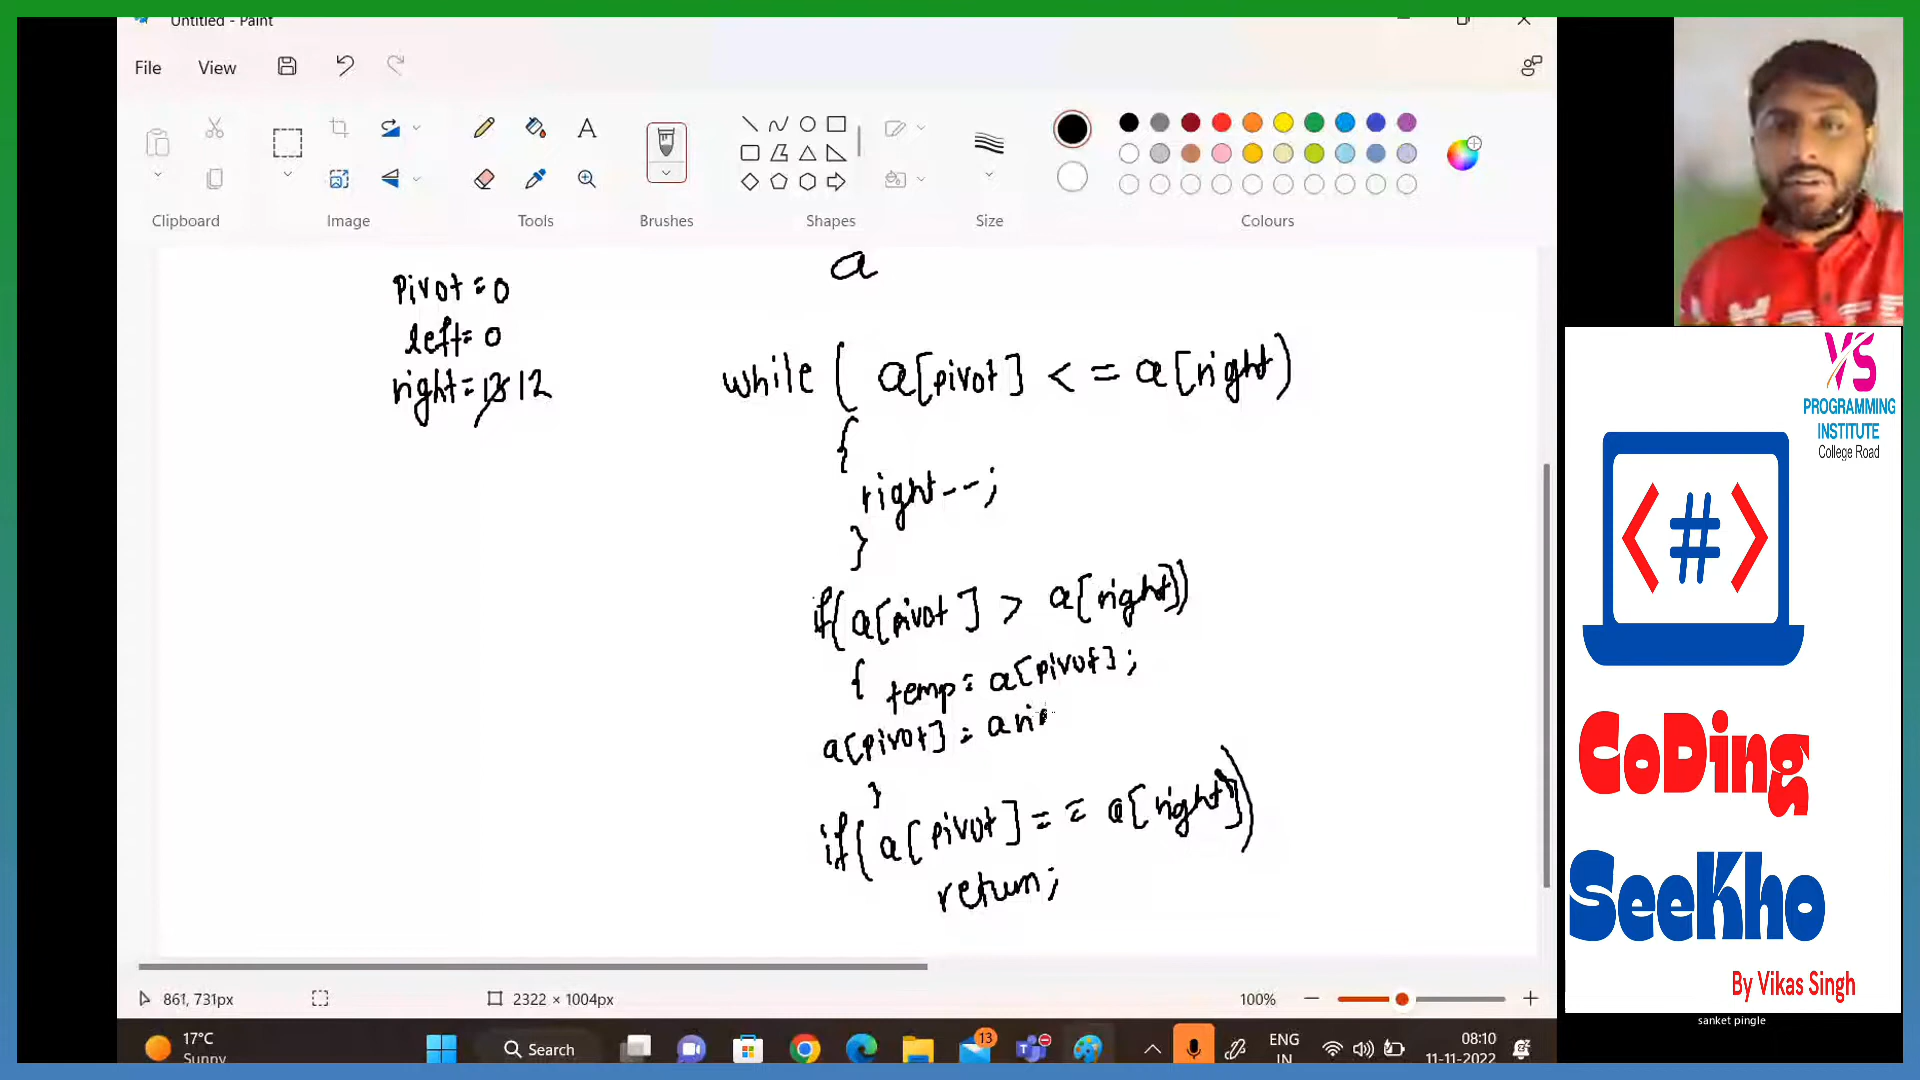 Untitled - Paint
File View
Clipboard Image Tools Brushes Shapes Size Colours
a
Pivot = 0
left = 0
right = 13 12
while ( a[pivot] < = a[right])
{
right--;
}
if(a[pivot] > a[right])
{ temp = a[pivot];
a[pivot] = a ri
}
if(a[pivot] = = a[right])
return;
861, 731px
2322 × 1004px
100%
17°C
Sunny
Search
13
ENG
IN
08:10
11-11-2022
VS
PROGRAMMING
INSTITUTE
College Road
<#>
CoDing
SeeKho
By Vikas Singh
sanket pingle